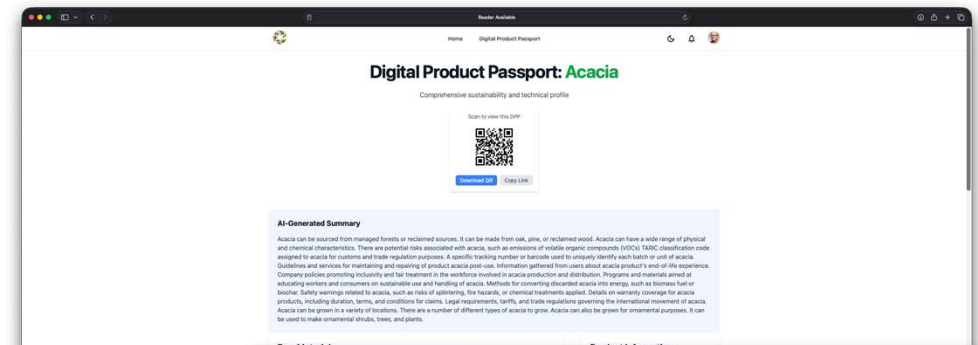 Reader Available
Home Digital Product Passport
Digital Product Passport: Acacia
Comprehensive sustainability and technical profile
Scan to view this DPP
Download QR Copy Link
AI-Generated Summary
Acacia can be sourced from managed forests or reclaimed sources. It can be made from oak, pine, or reclaimed wood. Acacia can have a wide range of physical
and chemical characteristics. There are potential risks associated with acacia, such as emissions of volatile organic compounds (VOCs) TARIC classification code
assigned to acacia for customs and trade regulation purposes. A specific tracking number or barcode used to uniquely identify each batch or unit of acacia.
Guidelines and services for maintaining and repairing of product acacia post-use. Information gathered from users about acacia product's end-of-life experience.
Company policies promoting inclusivity and fair treatment in the workforce involved in acacia production and distribution. Programs and materials aimed at
educating workers and consumers on sustainable use and handling of acacia. Methods for converting discarded acacia into energy, such as biomass fuel or
biochar. Safety warnings related to acacia, such as risks of splintering, fire hazards, or chemical treatments applied. Details on warranty coverage for acacia
products, including duration, terms, and conditions for claims. Legal requirements, tariffs, and trade regulations governing the international movement of acacia.
Acacia can be grown in a variety of locations. There are a number of different types of acacia to grow. Acacia can also be grown for ornamental purposes. It can
be used to make ornamental shrubs, trees, and plants.